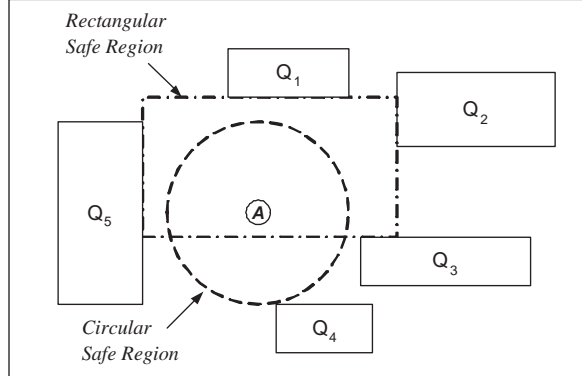 Rectangular
Safe Region
Q1
Q2
A
Q5
Q3
Circular
Safe Region
Q4